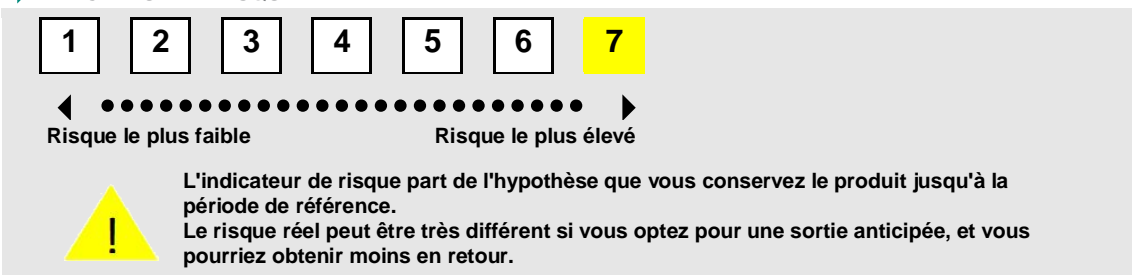 1 2 3 4 5 6 7
Risque le plus faible Risque le plus élevé
L'indicateur de risque part de l'hypothèse que vous conservez le produit jusqu'à la
période de référence.
Le risque réel peut être très différent si vous optez pour une sortie anticipée, et vous
! pourriez obtenir moins en retour.